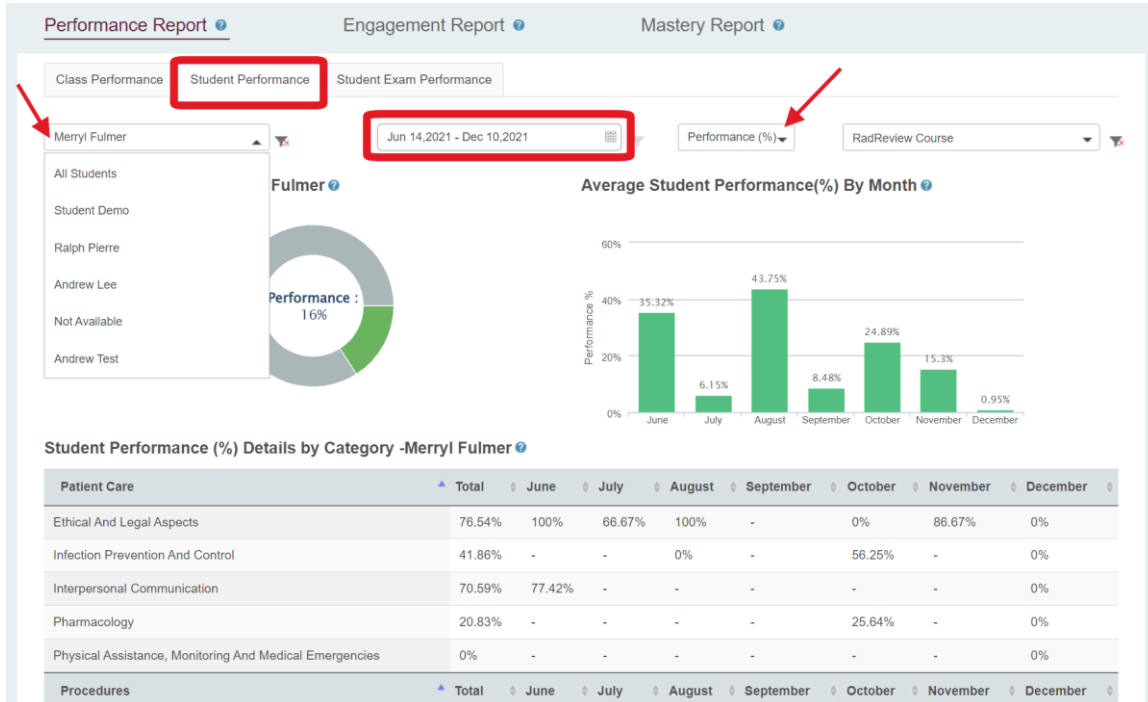 Performance Report ? Engagement Report ? Mastery Report ?
Class Performance Student Performance Student Exam Performance
Merryl Fulmer Jun 14,2021 - Dec 10,2021 Performance (%) RadReview Course
All Students
Student Demo
Ralph Pierre
Andrew Lee
Not Available
Andrew Test
Fulmer ?
Performance :
16%
Average Student Performance(%) By Month ?
Performance %
60%
40%
20%
0%
35.32%
6.15%
43.75%
8.48%
24.89%
15.3%
0.95%
June July August September October November December
Student Performance (%) Details by Category -Merryl Fulmer ?
Patient Care Total June July August September October November December
Ethical And Legal Aspects 76.54% 100% 66.67% 100% - 0% 86.67% 0%
Infection Prevention And Control 41.86% - - 0% - 56.25% - 0%
Interpersonal Communication 70.59% 77.42% - - - - - 0%
Pharmacology 20.83% - - - - 25.64% - 0%
Physical Assistance, Monitoring And Medical Emergencies 0% - - - - - - 0%
Procedures Total June July August September October November December